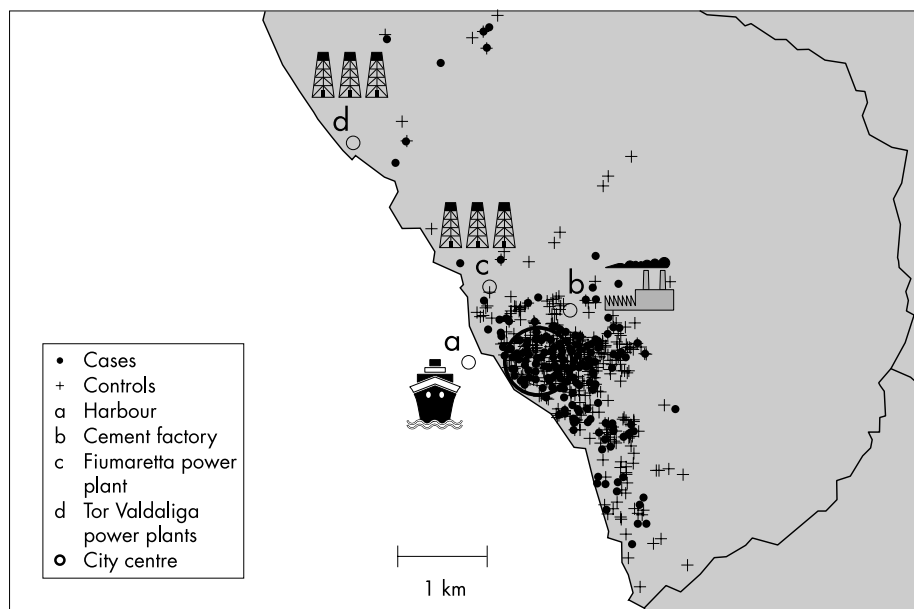 d
c
b
a
Cases
Controls
a Harbour
b Cement factory
c Fiumaretta power
plant
d Tor Valdaliga
power plants
City centre
1 km